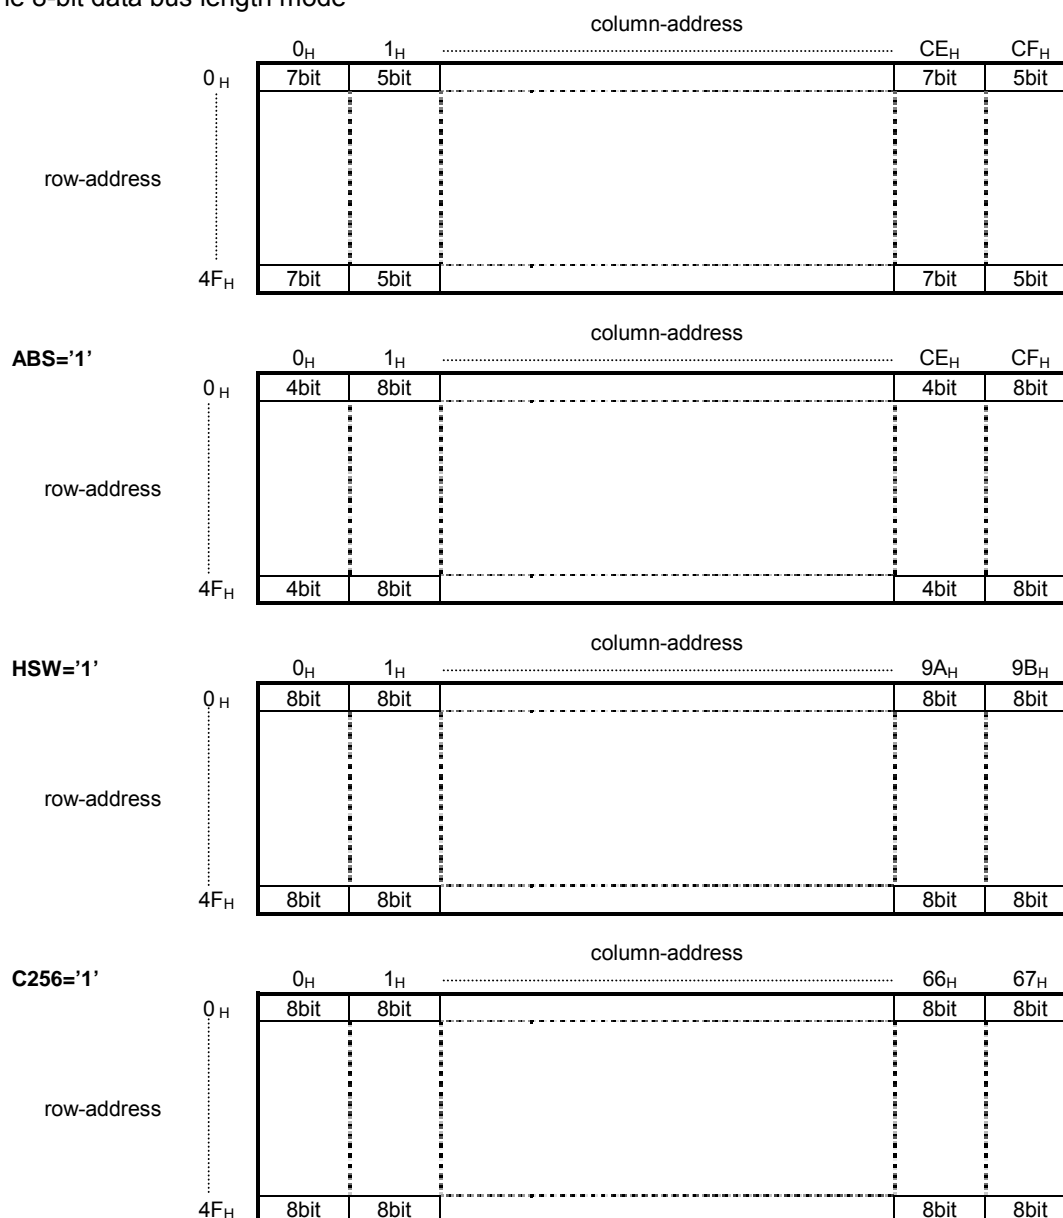 8-bit data bus length mode
column-address
0H 1H CEH CFH
0 H 7bit 5bit 7bit 5bit
row-address
4FH 7bit 5bit 7bit 5bit
column-address
ABS='1' 0H 1H CEH CFH
0 H 4bit 8bit 4bit 8bit
row-address
4FH 4bit 8bit 4bit 8bit
column-address
HSW='1' 0H 1H 9AH 9BH
0 H 8bit 8bit 8bit 8bit
row-address
4FH 8bit 8bit 8bit 8bit
column-address
C256='1' 0H 1H 66H 67H
0 H 8bit 8bit 8bit 8bit
row-address
4FH 8bit 8bit 8bit 8bit